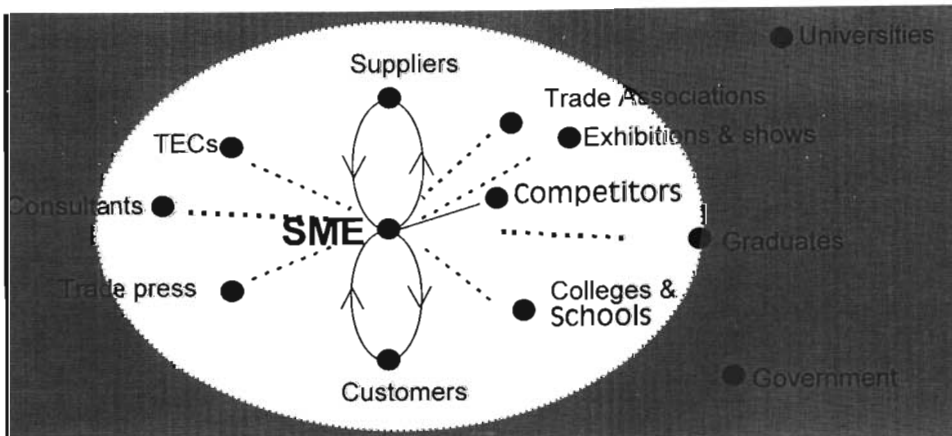 Universities
Suppliers
Trade Associations
TECs
Exhibitions & shows
Competitors
Consultants
SME
Graduates
Trade press
Colleges &
Schools
Government
Customers